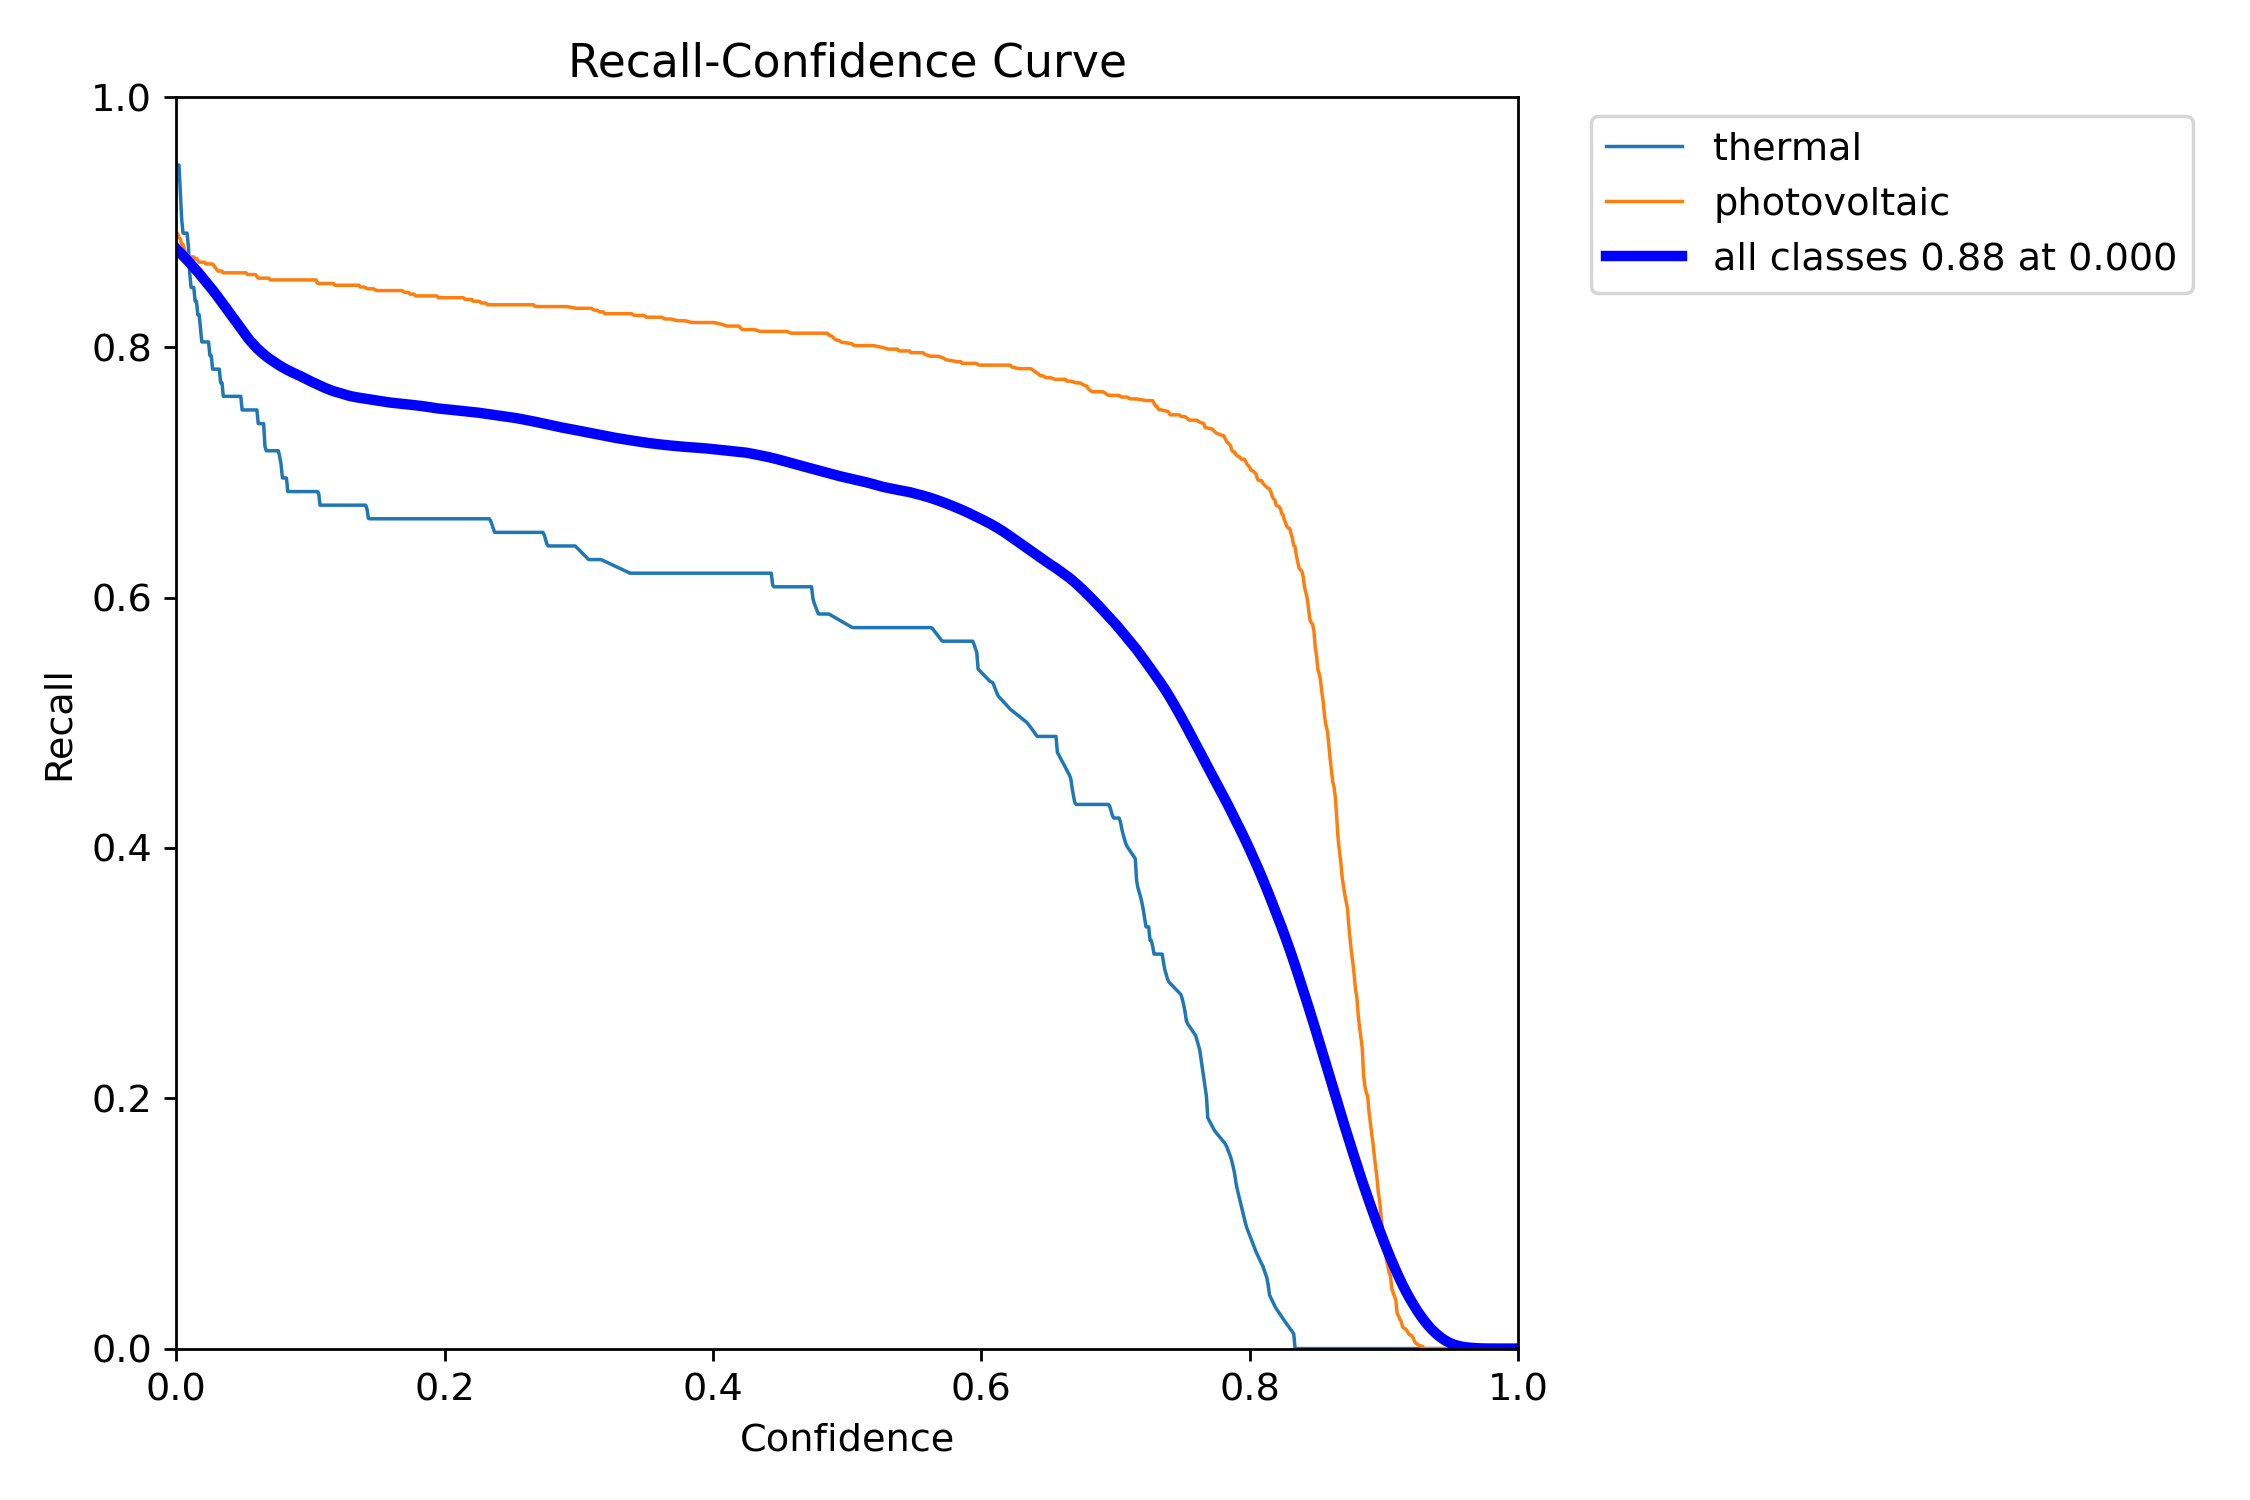 Recall-Confidence Curve
1.0
0.8
0.6
0.4
0.2
0.0
Recall
0.0 0.2 0.4 0.6 0.8 1.0
Confidence
thermal
photovoltaic
all classes 0.88 at 0.000